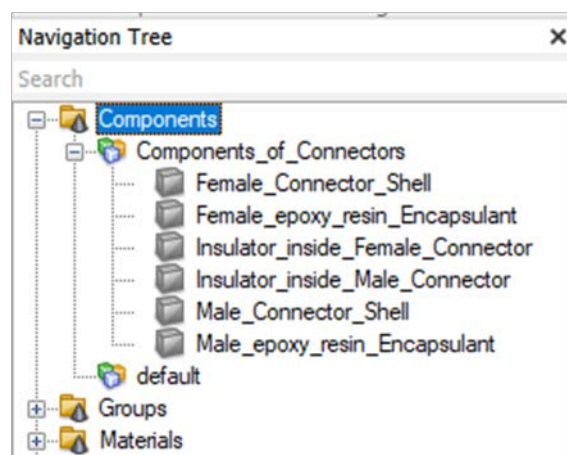 Navigation Tree
Search
Components
Components_of_Connectors
Female_Connector_Shell
Female_epoxy_resin_Encapsulant
Insulator_inside_Female_Connector
Insulator_inside_Male_Connector
Male_Connector_Shell
Male_epoxy_resin_Encapsulant
default
Groups
Materials